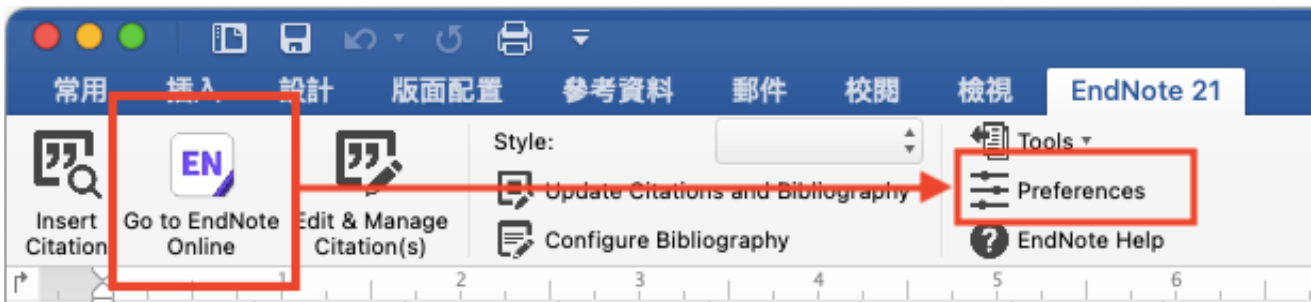 常用 插入 設計 版面配置 參考資料 郵件 校閱 檢視 EndNote 21
Insert
Citation
EN
Go to EndNote
Online
Edit & Manage
Citation(s)
Style:
Update Citations and Bibliography
Configure Bibliography
Tools
Preferences
EndNote Help
1 2 3 4 5 6